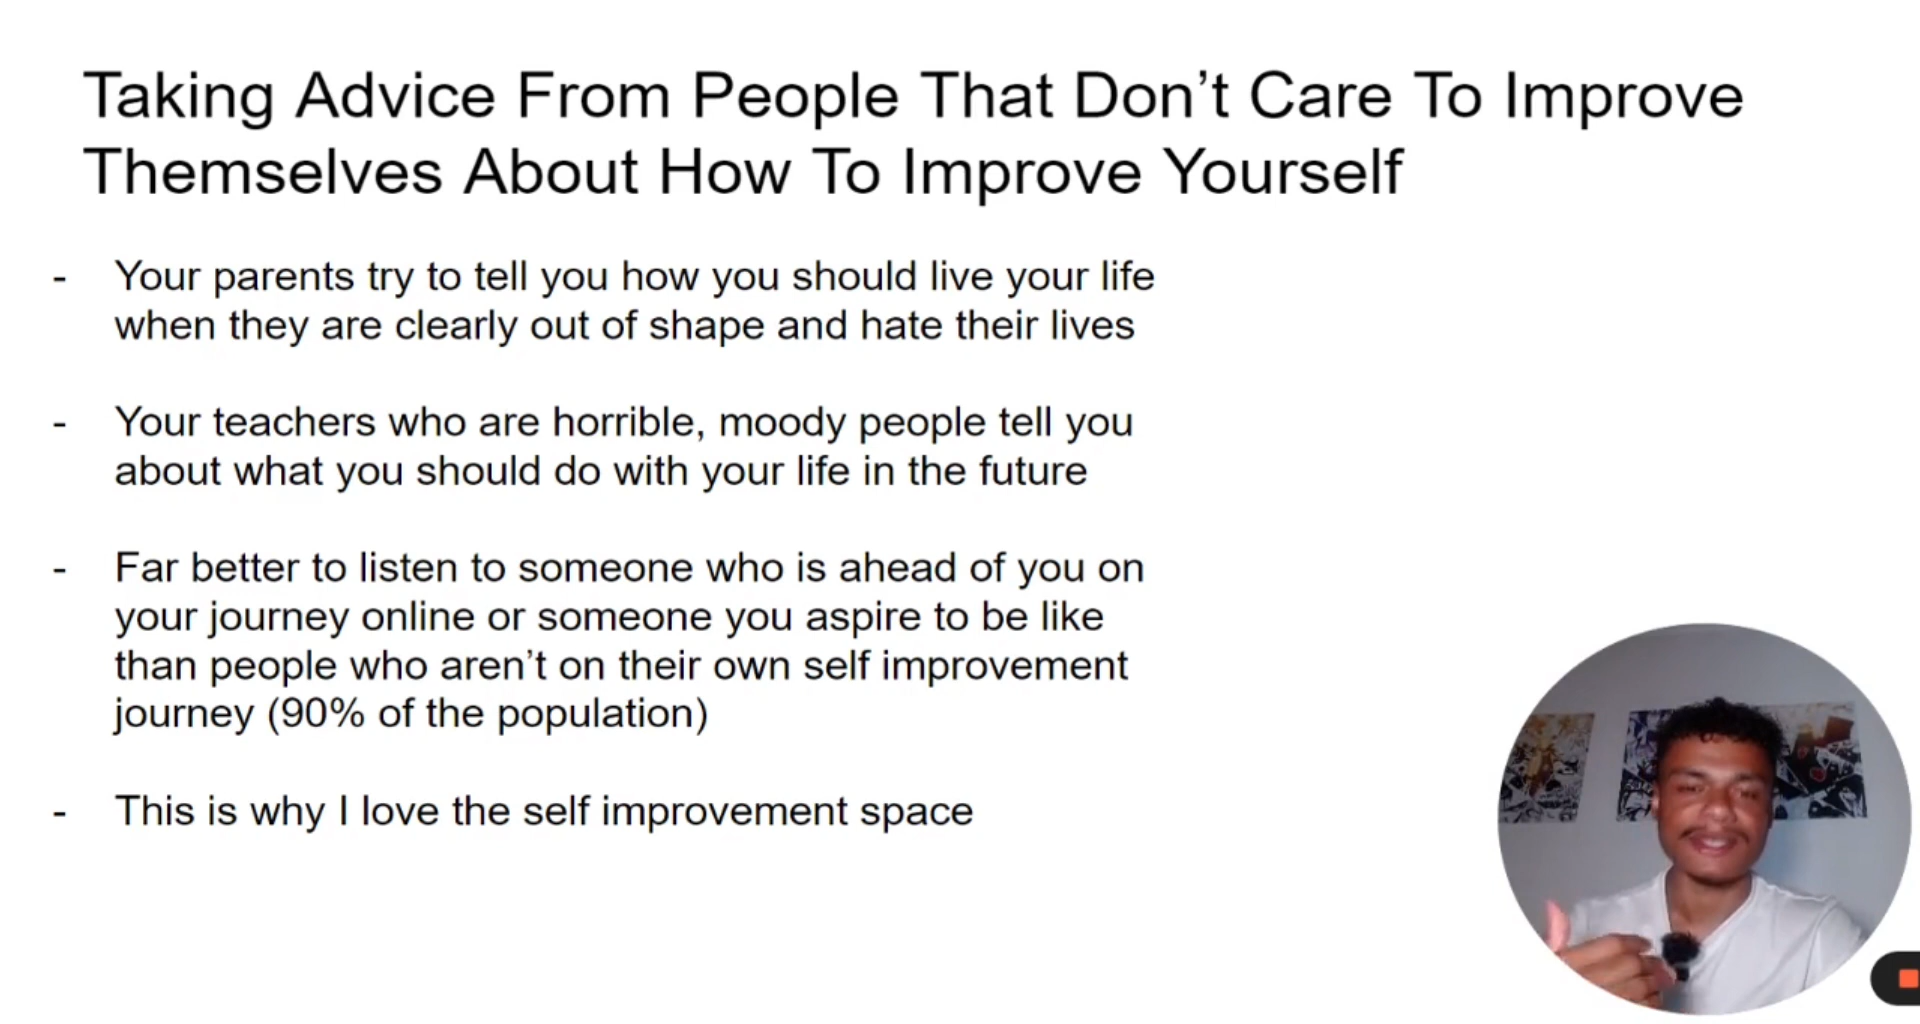 Taking Advice From People That Don’t Care To Improve
Themselves About How To Improve Yourself
- Your parents try to tell you how you should live your life
when they are clearly out of shape and hate their lives
- Your teachers who are horrible, moody people tell you
about what you should do with your life in the future
- Far better to listen to someone who is ahead of you on
your journey online or someone you aspire to be like
than people who aren’t on their own self improvement
journey (90% of the population)
- This is why I love the self improvement space